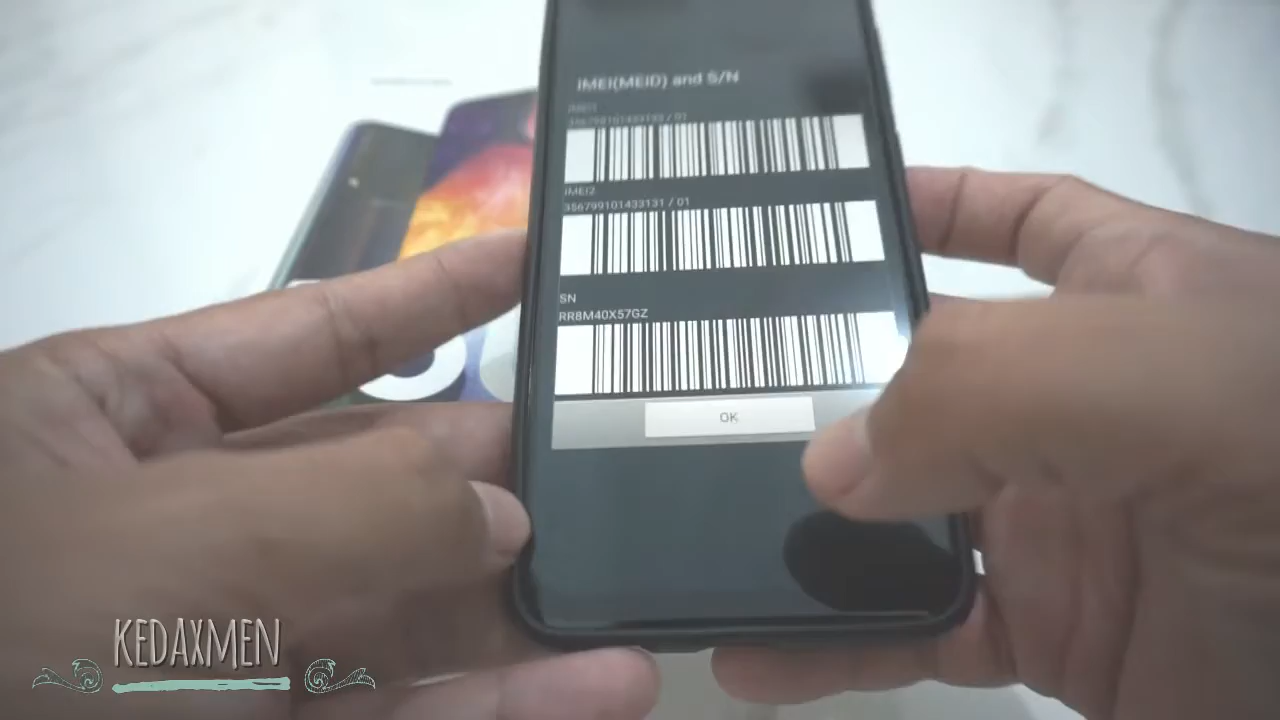 IMEI(MEID) and S/N
IMEI2
356799101433131 / 01
SN
RR8M40X57GZ
OK
KEDAXMEN